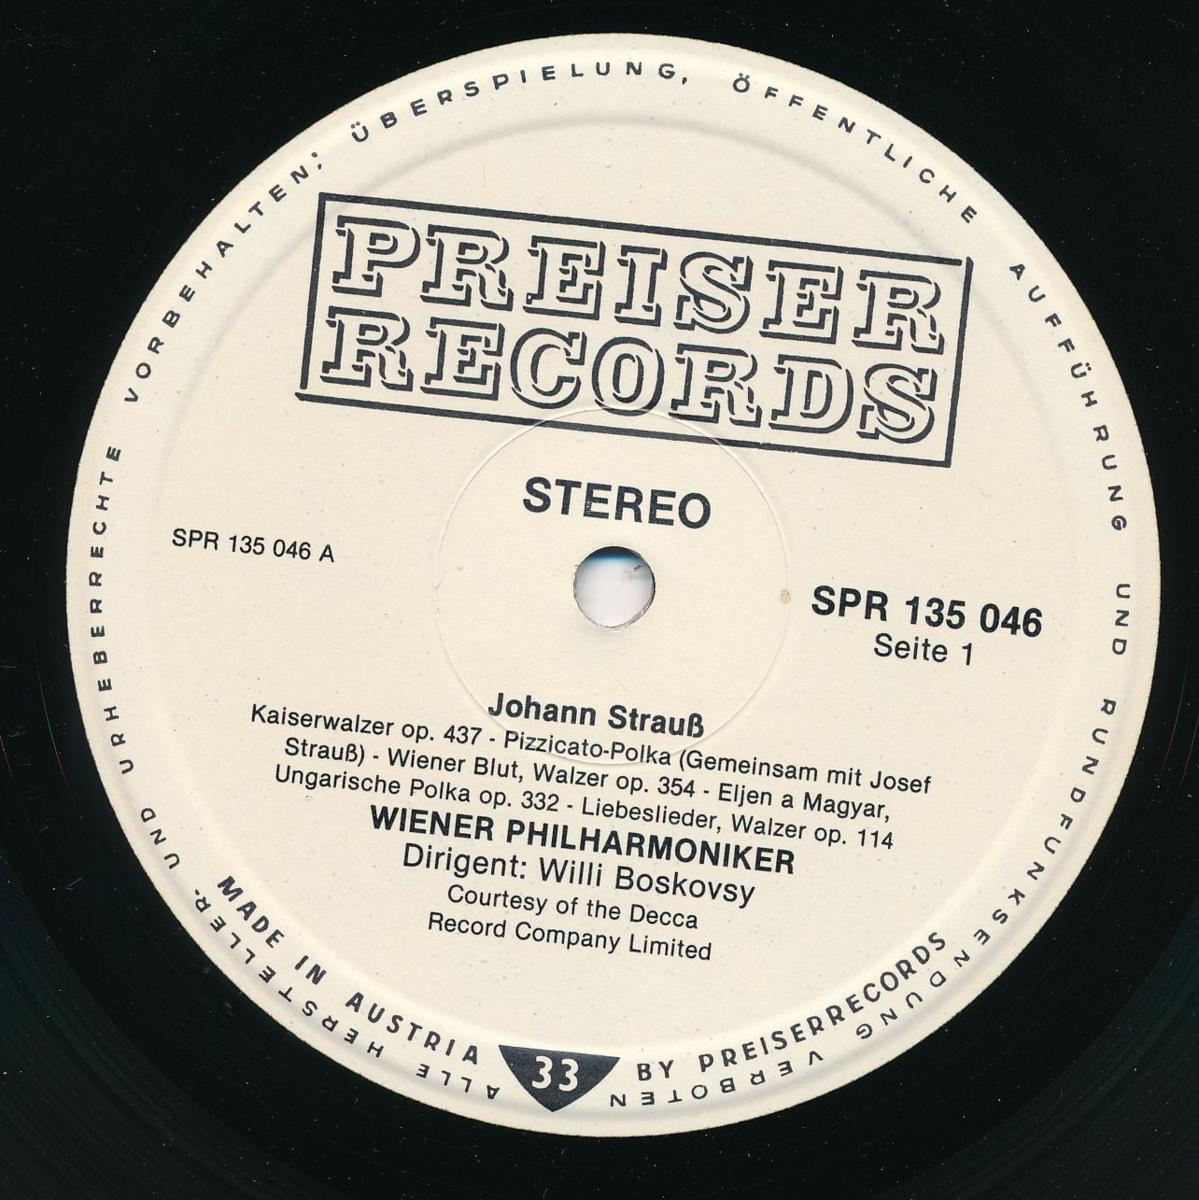 ALLE HERSTELLER- UND URHEBERRECHTE VORBEHALTEN; ÜBERSPIELUNG, ÖFFENTLICHE AUFFÜHRUNG UND RUNDFUNKSENDUNG VERBOTEN
PREISER
RECORDS
STEREO
SPR 135 046 A
SPR 135 046
Seite 1
Johann Strauß
Kaiserwalzer op. 437 - Pizzicato-Polka (Gemeinsam mit Josef
Strauß) - Wiener Blut, Walzer op. 354 - Eljen a Magyar,
Ungarische Polka op. 332 - Liebeslieder, Walzer op. 114
WIENER PHILHARMONIKER
Dirigent: Willi Boskovsy
Courtesy of the Decca
Record Company Limited
MADE IN AUSTRIA 33 BY PREISERRECORDS